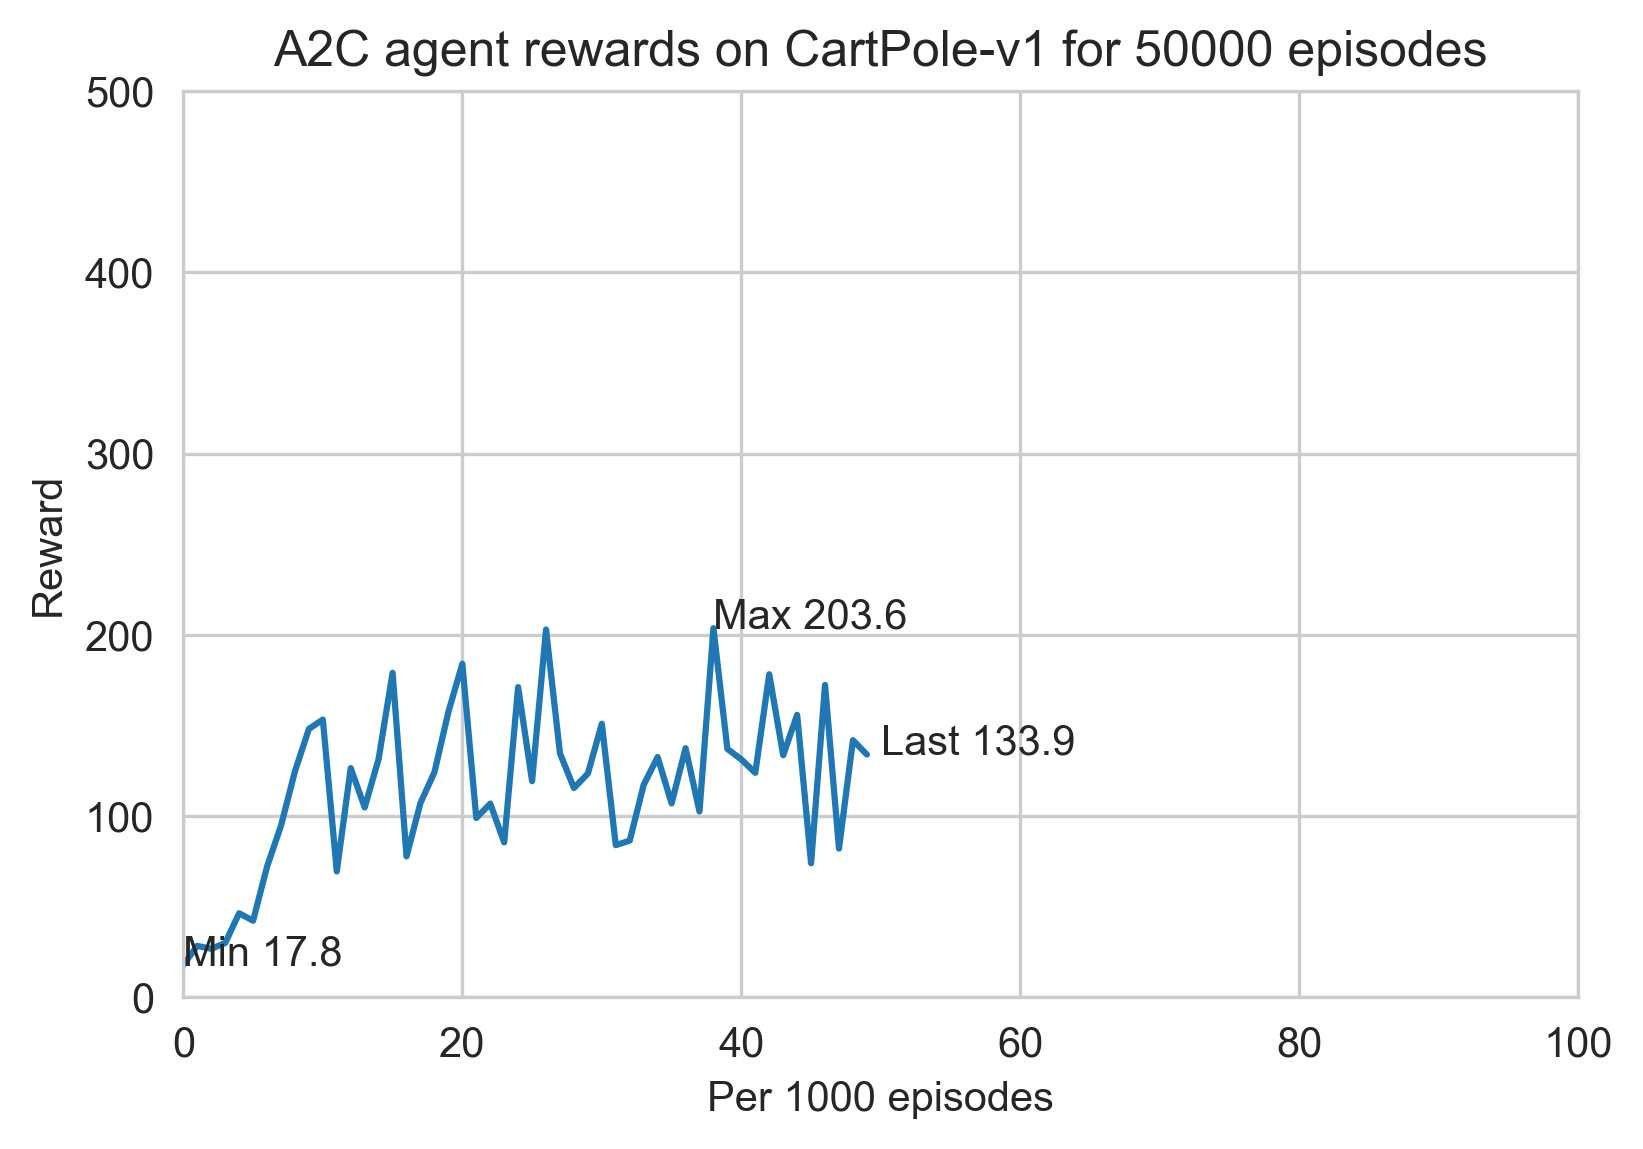 A2C agent rewards on CartPole-v1 for 50000 episodes
500
400
300
200
100
0
Reward
Max 203.6
Last 133.9
Min 17.8
0 20 40 60 80 100
Per 1000 episodes